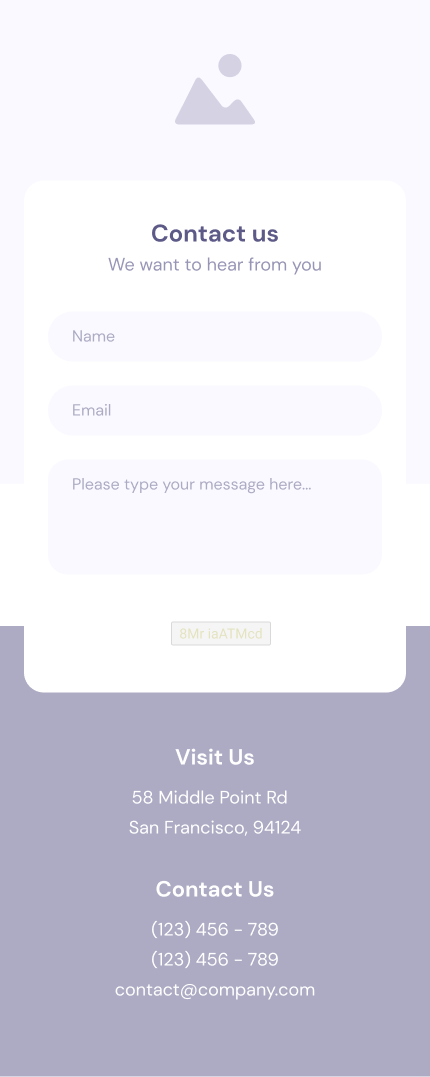 Contact us
We want to hear from you
Name
Email
Please type your message here...
8Mr iaATMcd
Visit Us
58 Middle Point Rd
San Francisco, 94124
Contact Us
(123) 456 - 789
(123) 456 - 789
contact@company.com